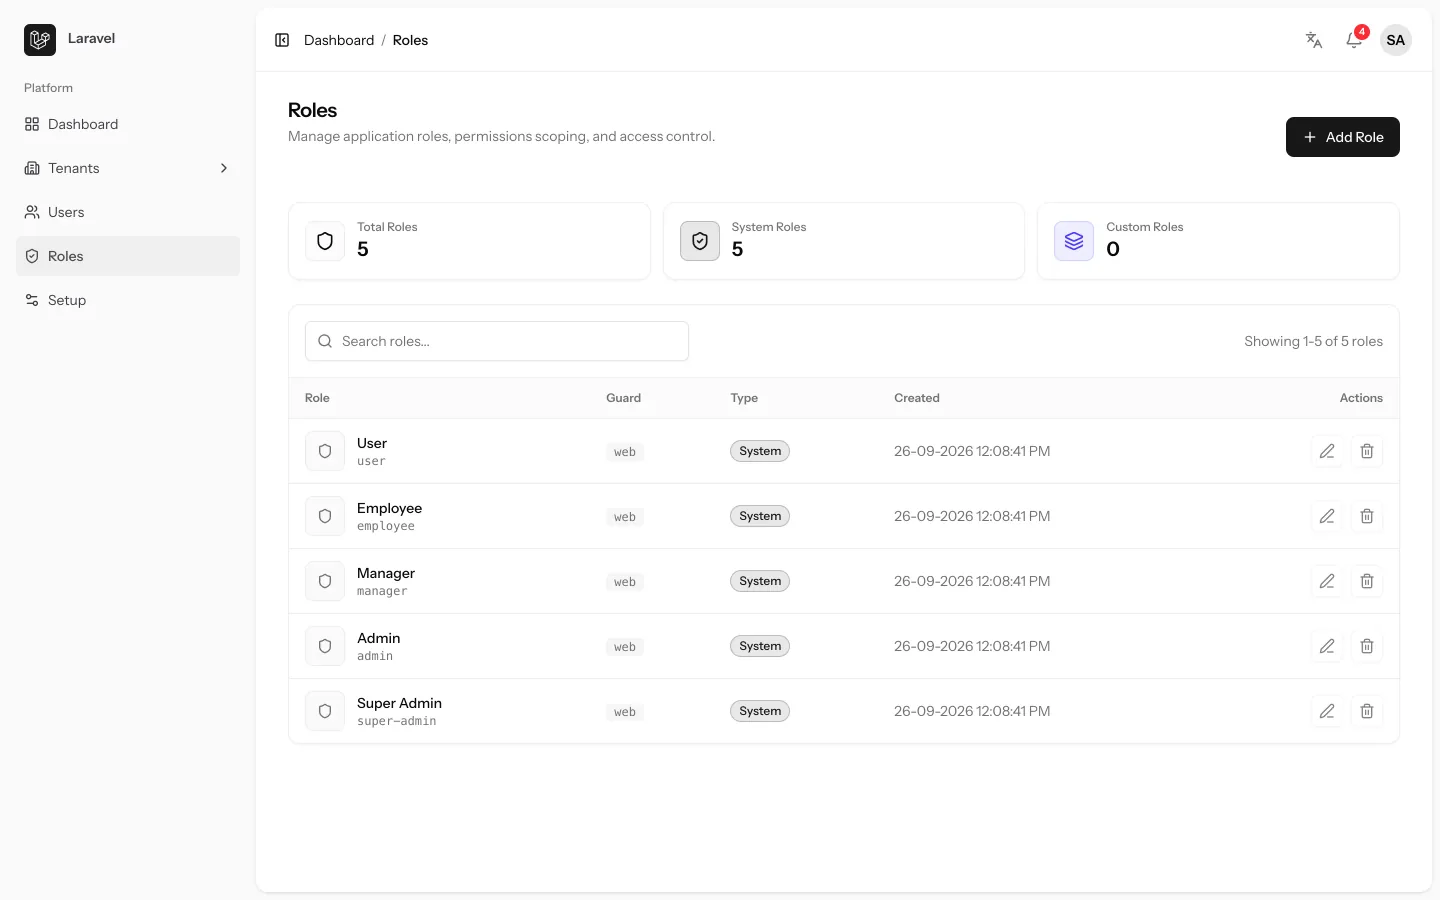 Laravel
Platform
Dashboard
Tenants
Users
Roles
Setup
Dashboard / Roles
4
SA
Roles
Manage application roles, permissions scoping, and access control.
Add Role
Total Roles
5
System Roles
5
Custom Roles
0
Search roles...
Showing 1-5 of 5 roles
Role Guard Type Created Actions
User
user
web System 26-09-2026 12:08:41 PM
Employee
employee
web System 26-09-2026 12:08:41 PM
Manager
manager
web System 26-09-2026 12:08:41 PM
Admin
admin
web System 26-09-2026 12:08:41 PM
Super Admin
super-admin
web System 26-09-2026 12:08:41 PM